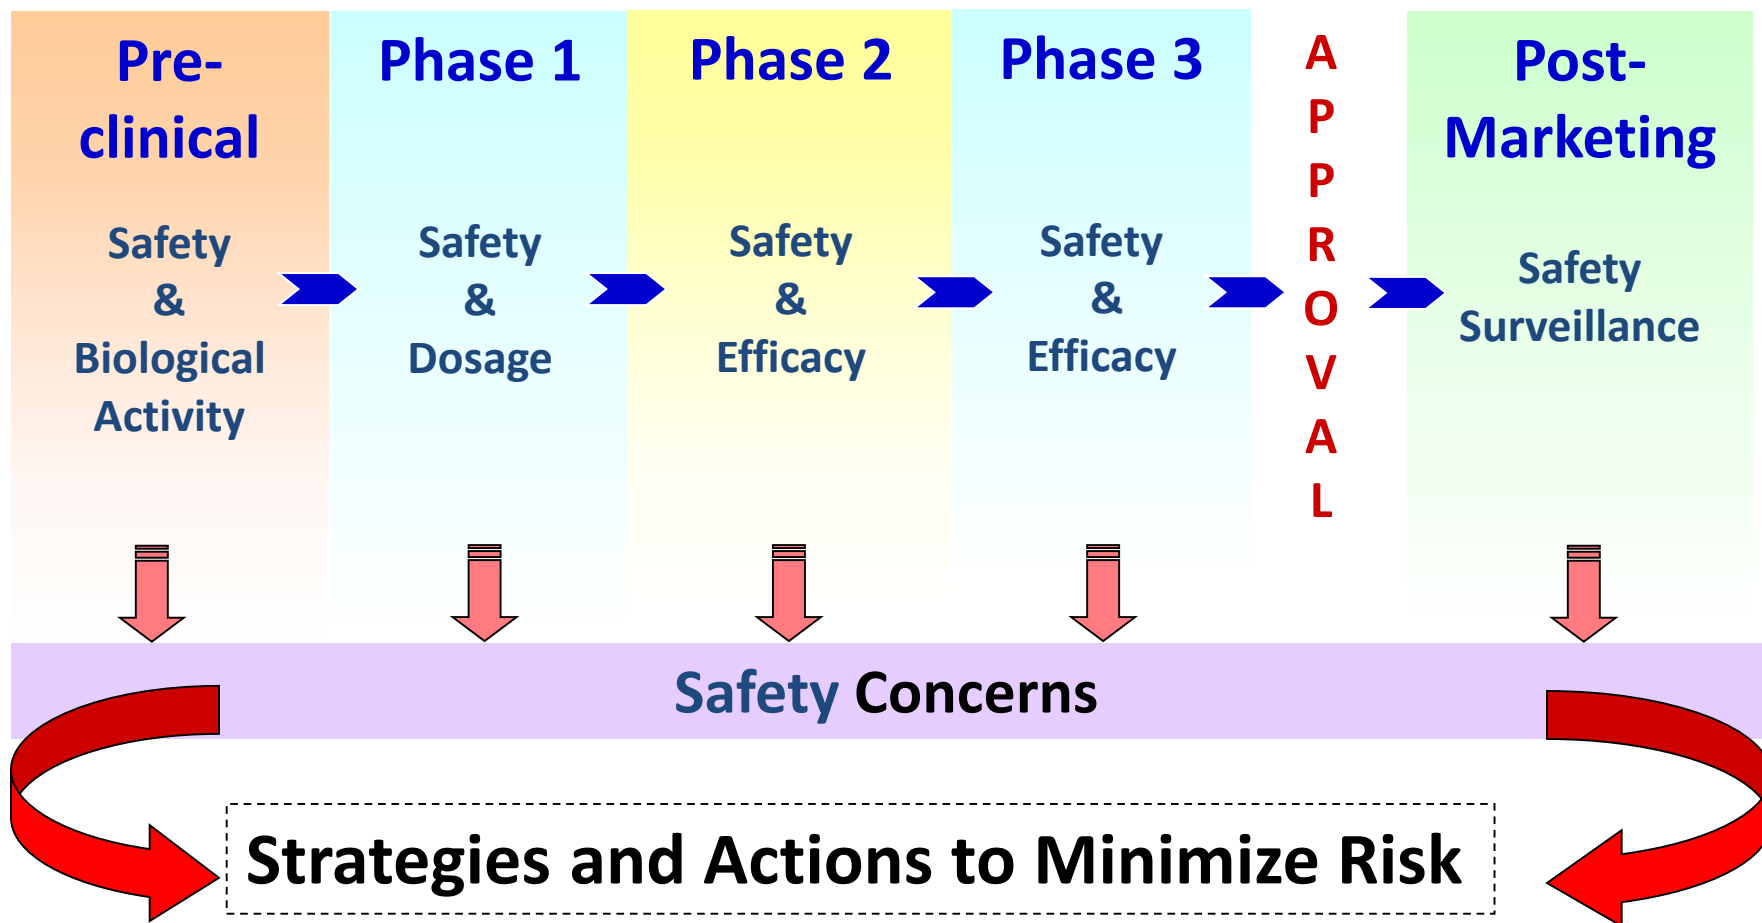 Pre-
clinical
Safety
&
Biological
Activity
Phase 1
Safety
&
Dosage
Phase 2
Safety
&
Efficacy
Phase 3
Safety
&
Efficacy
A
P
P
R
O
V
A
L
Post-
Marketing
Safety
Surveillance
Safety Concerns
Strategies and Actions to Minimize Risk